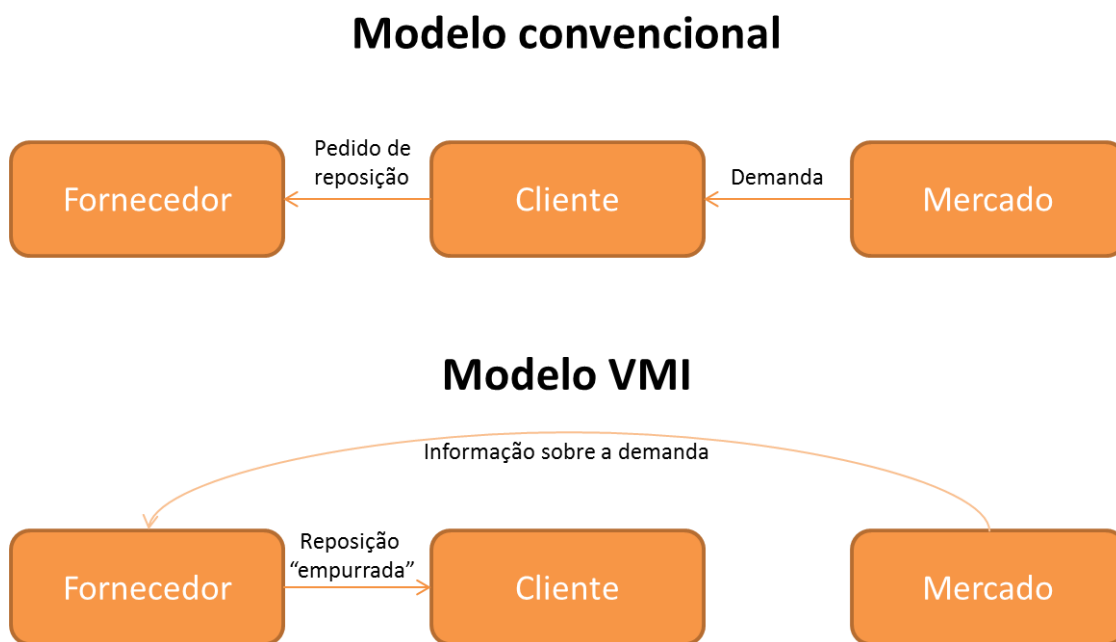 Modelo convencional
Pedido de
reposição
Demanda
Fornecedor
Cliente
Mercado
Modelo VMI
Informação sobre a demanda
Reposição
“empurrada”
Fornecedor
Cliente
Mercado